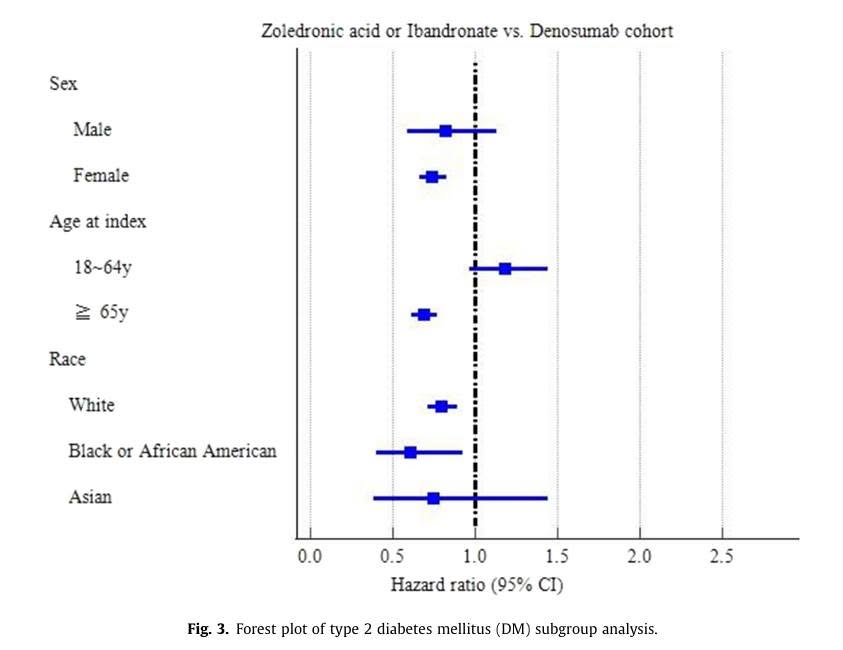 Zoledronic acid or Ibandronate vs. Denosumab cohort
Sex
Male
Female
Age at index
18~64y
≧ 65y
Race
White
Black or African American
Asian
0.0 0.5 1.0 1.5 2.0 2.5
Hazard ratio (95% CI)
Fig. 3. Forest plot of type 2 diabetes mellitus (DM) subgroup analysis.